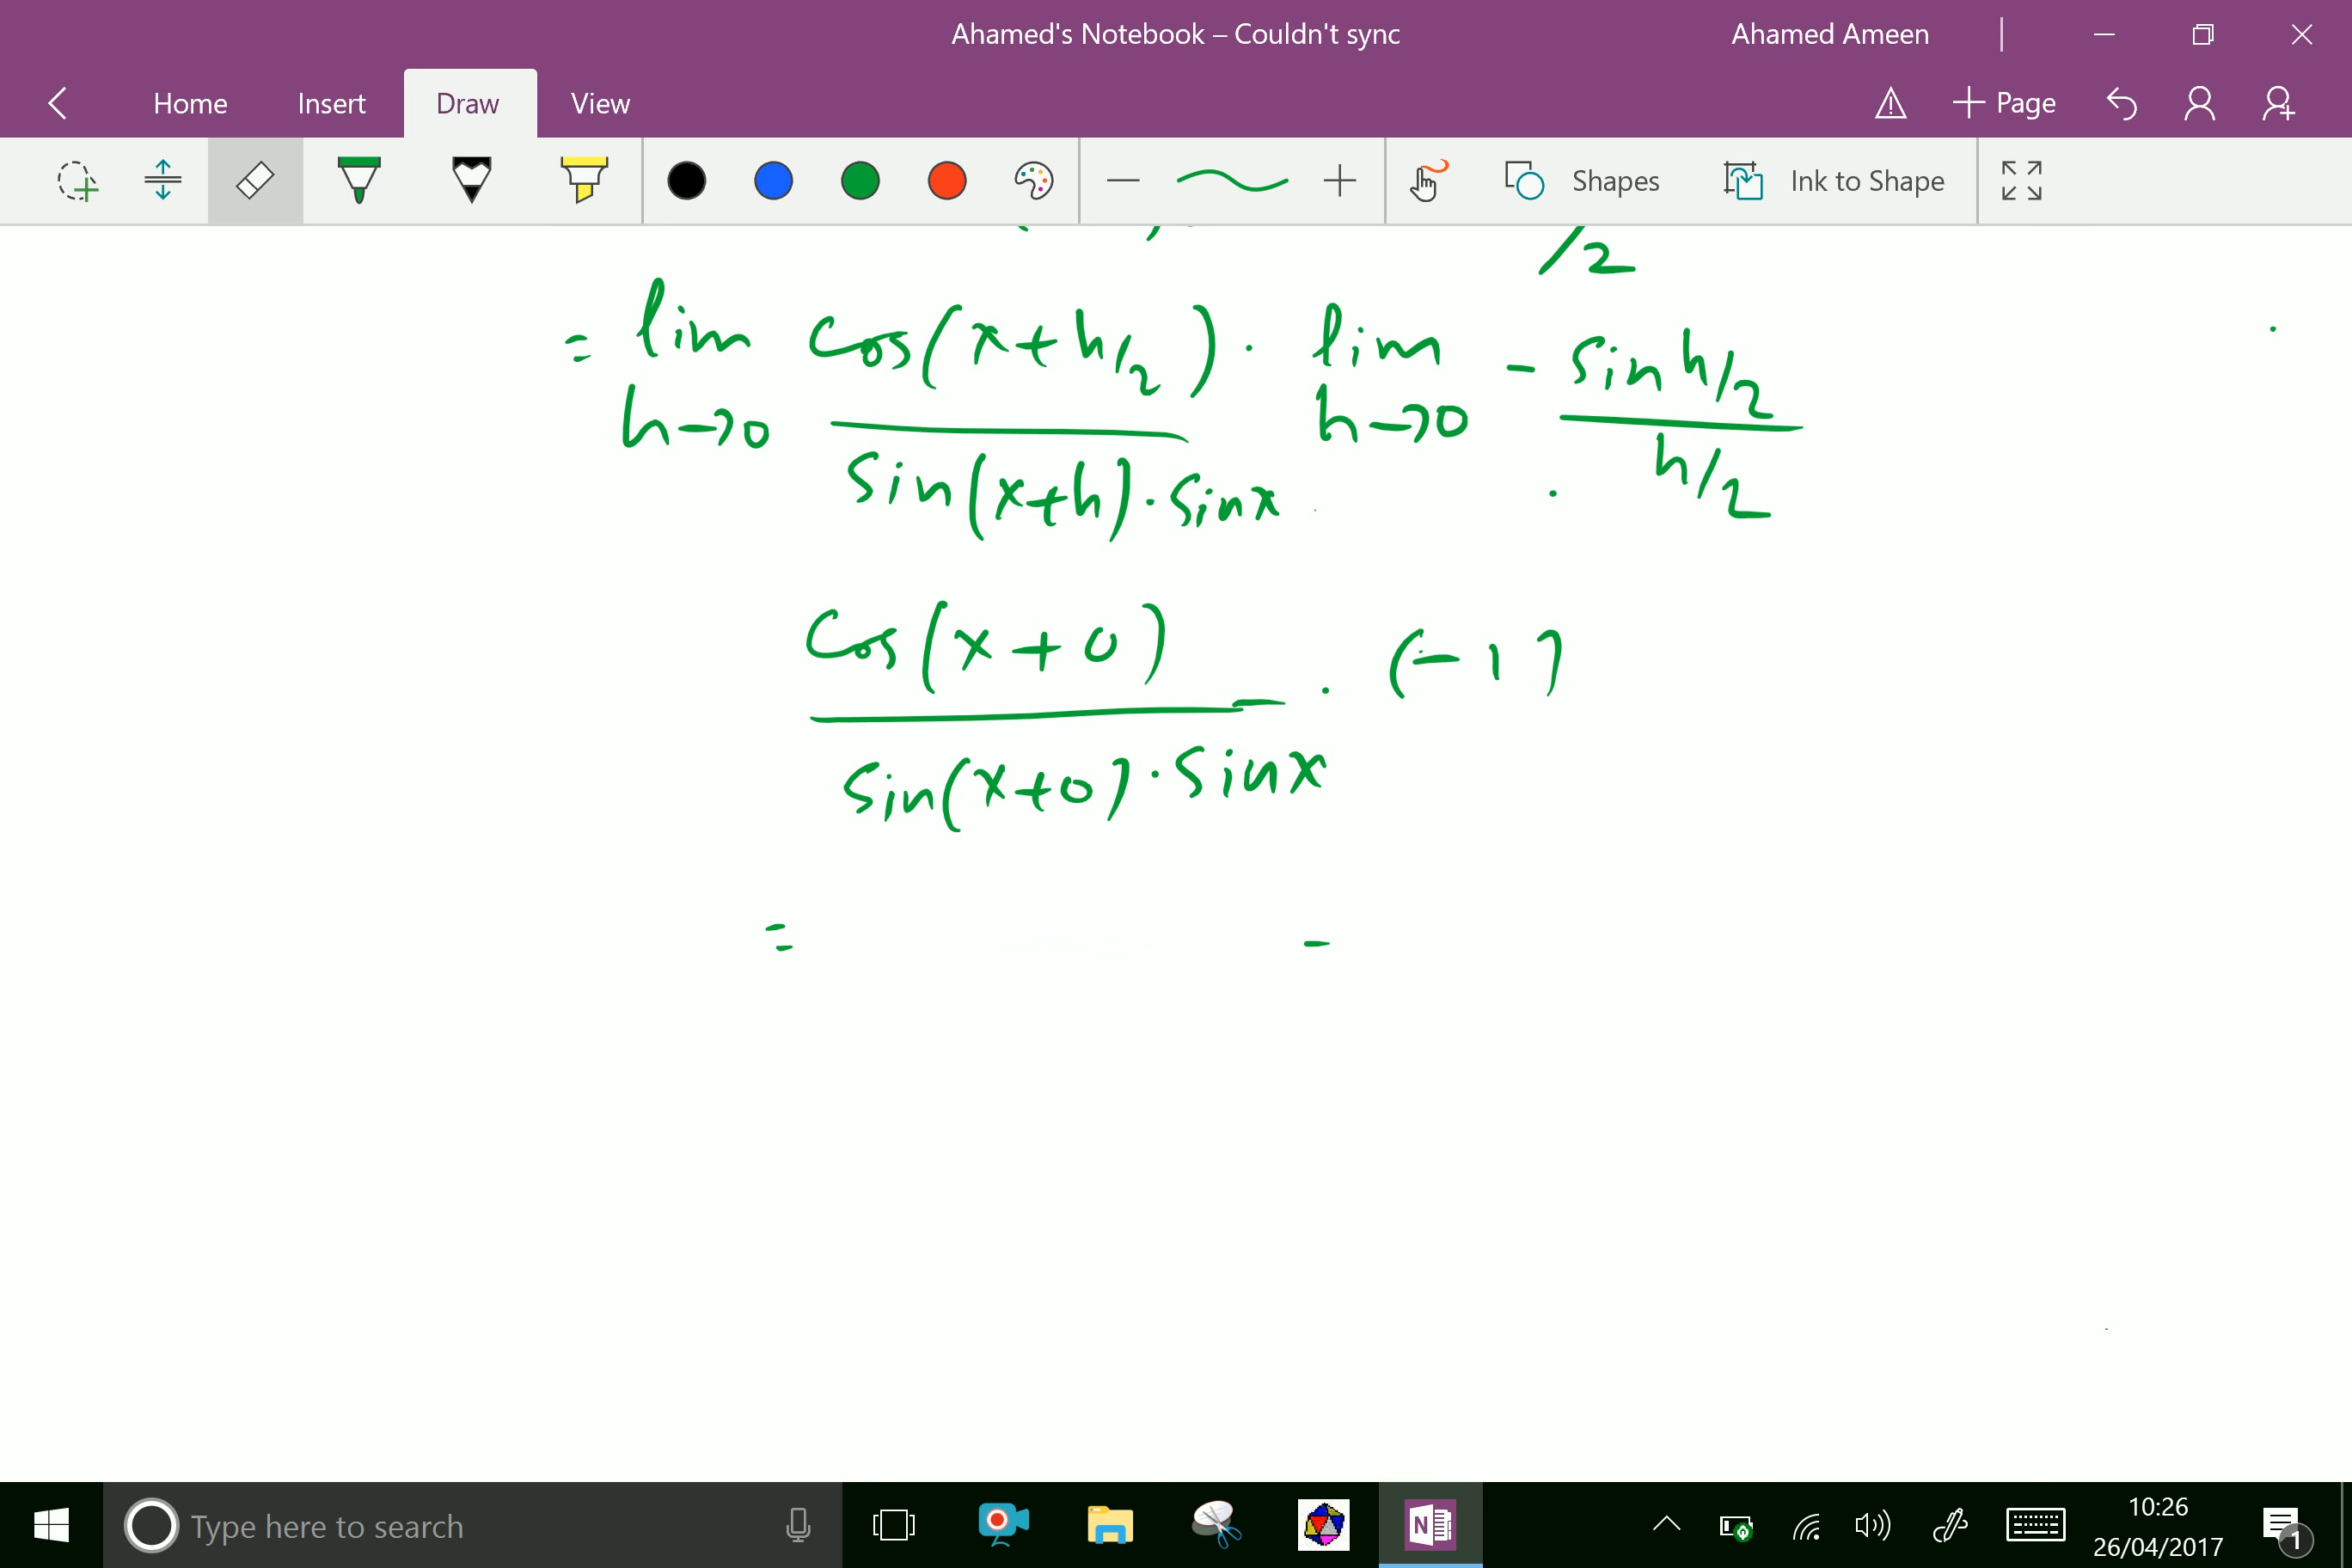 Ahamed's Notebook – Couldn't sync
Ahamed Ameen
Home Insert Draw View
Page
Shapes
Ink to Shape
/2
= lim cos(x+h/2) · lim - sin h/2
h→0 h→0
sin(x+h)·sinx h/2
cos(x+0) · (-1)
sin(x+0)·sinx
= -
Type here to search
N
10:26
26/04/2017
1